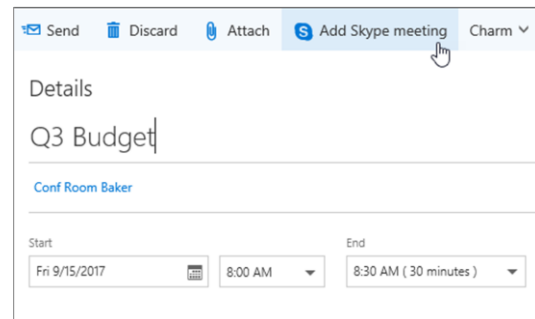 Send Discard Attach Add Skype meeting Charm
Details
Q3 Budget
Conf Room Baker
Start End
Fri 9/15/2017 8:00 AM 8:30 AM ( 30 minutes )